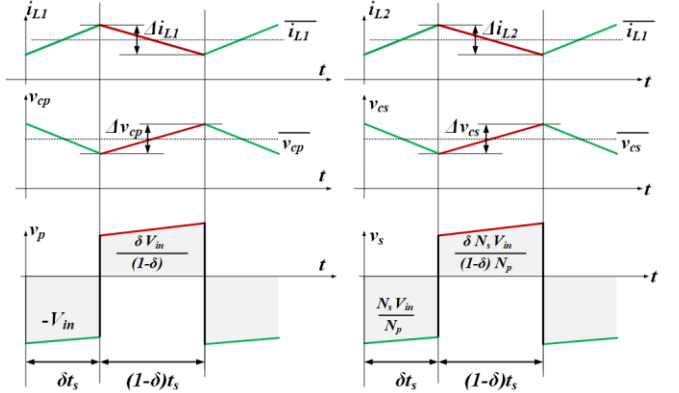 i_L1
Δi_L1
i_L1
t
v_cp
Δv_cp
v_cp
t
v_p
δ V_in
(1-δ)
t
-V_in
δt_s
(1-δ)t_s
i_L2
Δi_L2
i_L1
t
v_cs
Δv_cs
v_cs
t
v_s
δ N_s V_in
(1-δ) N_p
t
N_s V_in
N_p
δt_s
(1-δ)t_s